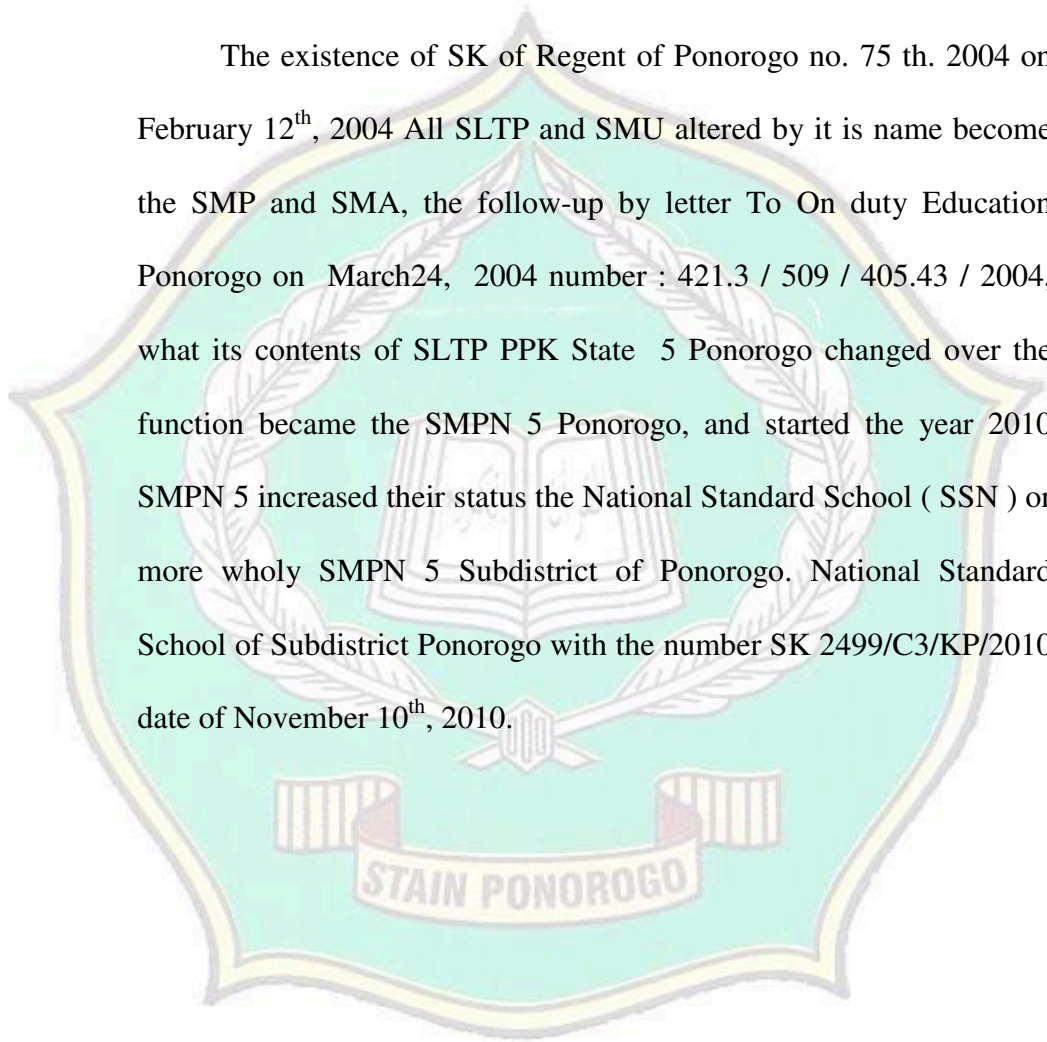 The existence of SK of Regent of Ponorogo no. 75 th. 2004 on
February 12th, 2004 All SLTP and SMU altered by it is name become
the SMP and SMA, the follow-up by letter To On duty Education
Ponorogo on March24, 2004 number : 421.3 / 509 / 405.43 / 2004,
what its contents of SLTP PPK State 5 Ponorogo changed over the
function became the SMPN 5 Ponorogo, and started the year 2010
SMPN 5 increased their status the National Standard School ( SSN ) or
more wholy SMPN 5 Subdistrict of Ponorogo. National Standard
School of Subdistrict Ponorogo with the number SK 2499/C3/KP/2010
date of November 10th, 2010.
STAIN PONOROGO